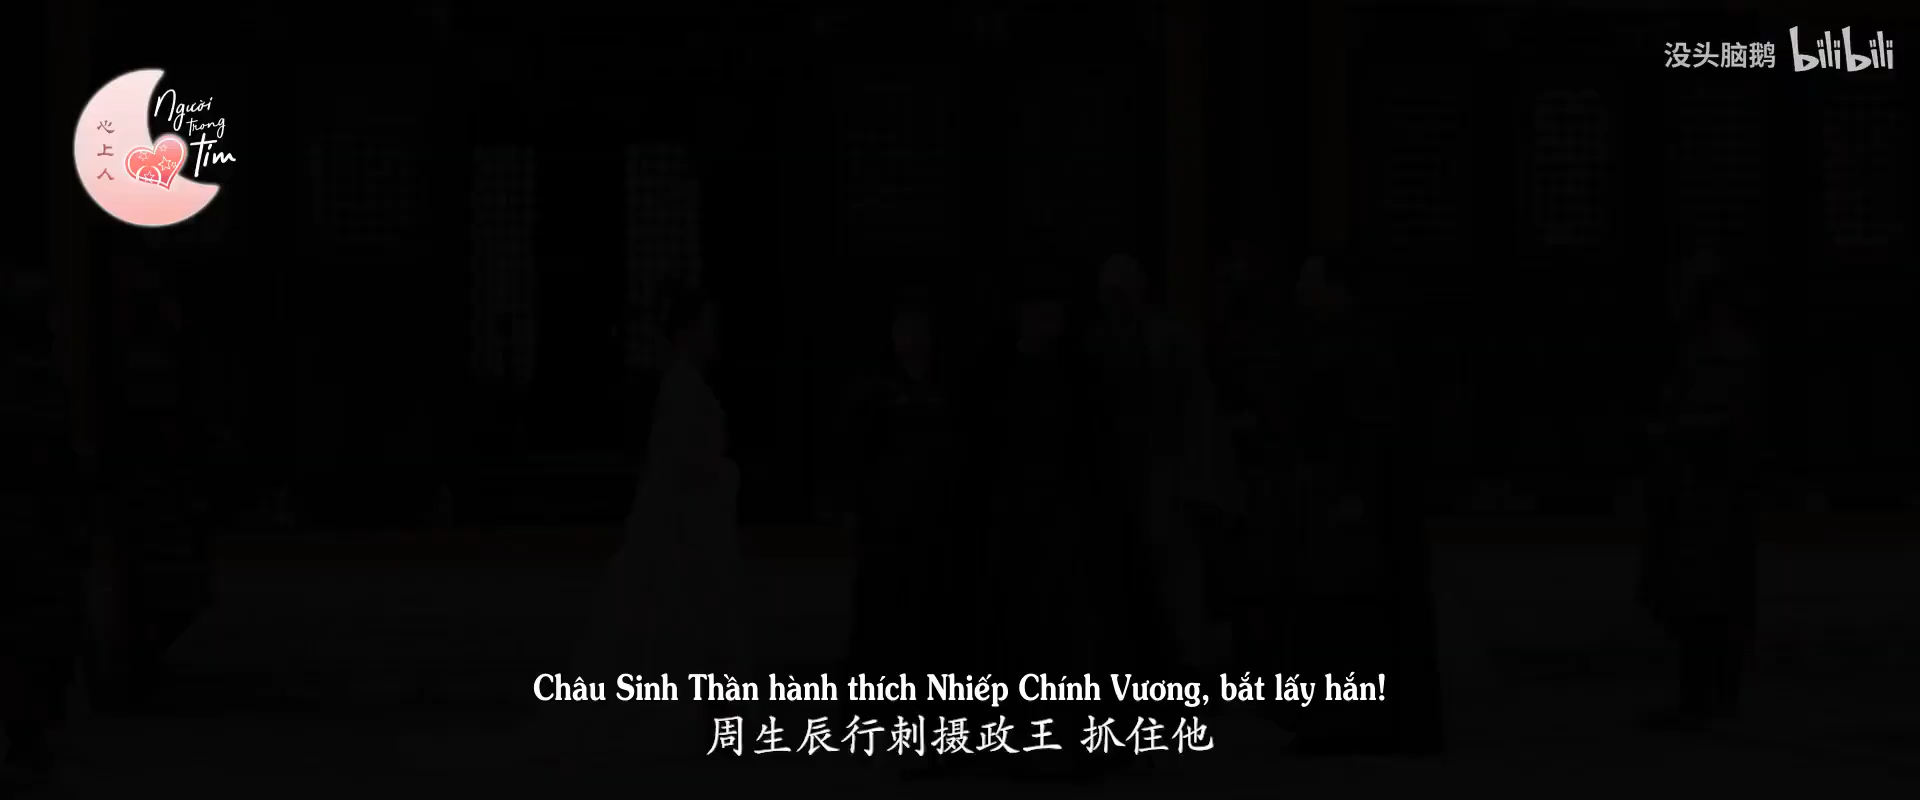 没头脑鹅 bilibili
心上人
Người
trong
Tim
Châu Sinh Thần hành thích Nhiếp Chính Vương, bắt lấy hắn!
周生辰行刺摄政王 抓住他